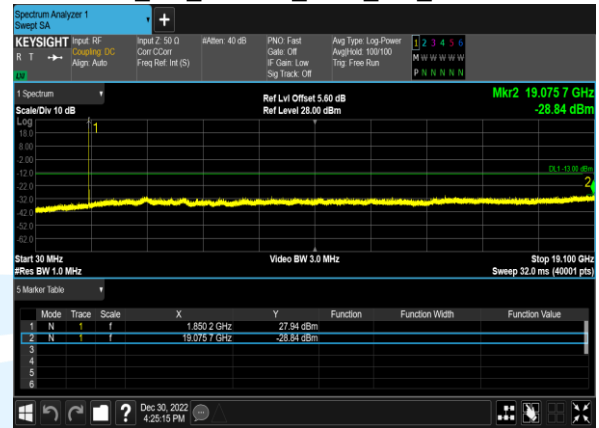 Spectrum Analyzer 1
Swept SA
+
KEYSIGHT
R T
LW
Input: RF
Coupling: DC
Align: Auto
Input Z: 50 Ω
Corr CCorr
Freq Ref: Int (S)
#Atten: 40 dB
PNO: Fast
Gate: Off
IF Gain: Low
Sig Track: Off
Avg Type: Log-Power
Avg|Hold: 100/100
Trig: Free Run
1 2 3 4 5 6
M W W W W W
P N N N N N
1 Spectrum
Scale/Div 10 dB
Ref Lvl Offset 5.60 dB
Ref Level 28.00 dBm
Mkr2 19.075 7 GHz
-28.84 dBm
Log
18.0
8.00
-2.00
-12.0
-22.0
-32.0
-42.0
-52.0
-62.0
1
DL1 -13.00 dBm
2
Start 30 MHz
#Res BW 1.0 MHz
Video BW 3.0 MHz
Stop 19.100 GHz
Sweep 32.0 ms (40001 pts)
5 Marker Table
Mode Trace Scale X Y Function Function Width Function Value
1 N 1 f 1.850 2 GHz 27.94 dBm
2 N 1 f 19.075 7 GHz -28.84 dBm
3
4
5
6
?
Dec 30, 2022
4:25:15 PM